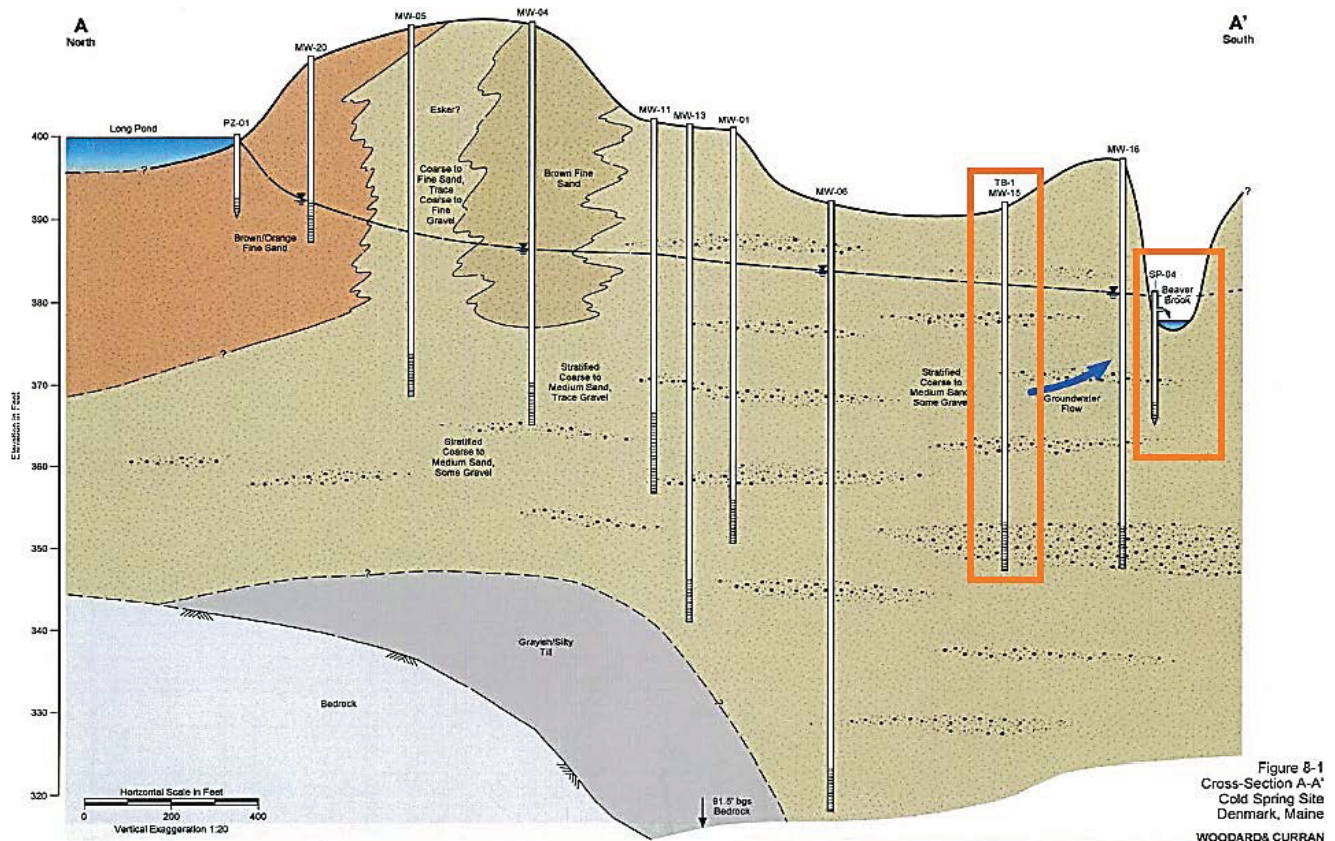 A
North
A'
South
MW-05
MW-04
MW-20
PZ-01
Long Pond
MW-11
MW-13
MW-01
MW-06
TB-1
MW-15
MW-16
SP-04
Beaver
Brook
?
?
Esker?
Coarse to
Fine Sand,
Trace
Coarse to
Fine
Gravel
Brown Fine
Sand
Brown/Orange
Fine Sand
?
Stratified
Coarse to
Medium Sand,
Trace Gravel
Stratified
Coarse to
Medium Sand,
Some Gravel
Stratified
Coarse to
Medium Sand,
Some Gravel
Groundwater
Flow
?
?
Grayish/Silty
Till
Bedrock
91.5' bgs
Bedrock
Elevation in Feet
400
390
380
370
360
350
340
330
320
Horizontal Scale in Feet
0 200 400
Vertical Exaggeration 1:20
Figure 8-1
Cross-Section A-A'
Cold Spring Site
Denmark, Maine
WOODARD& CURRAN